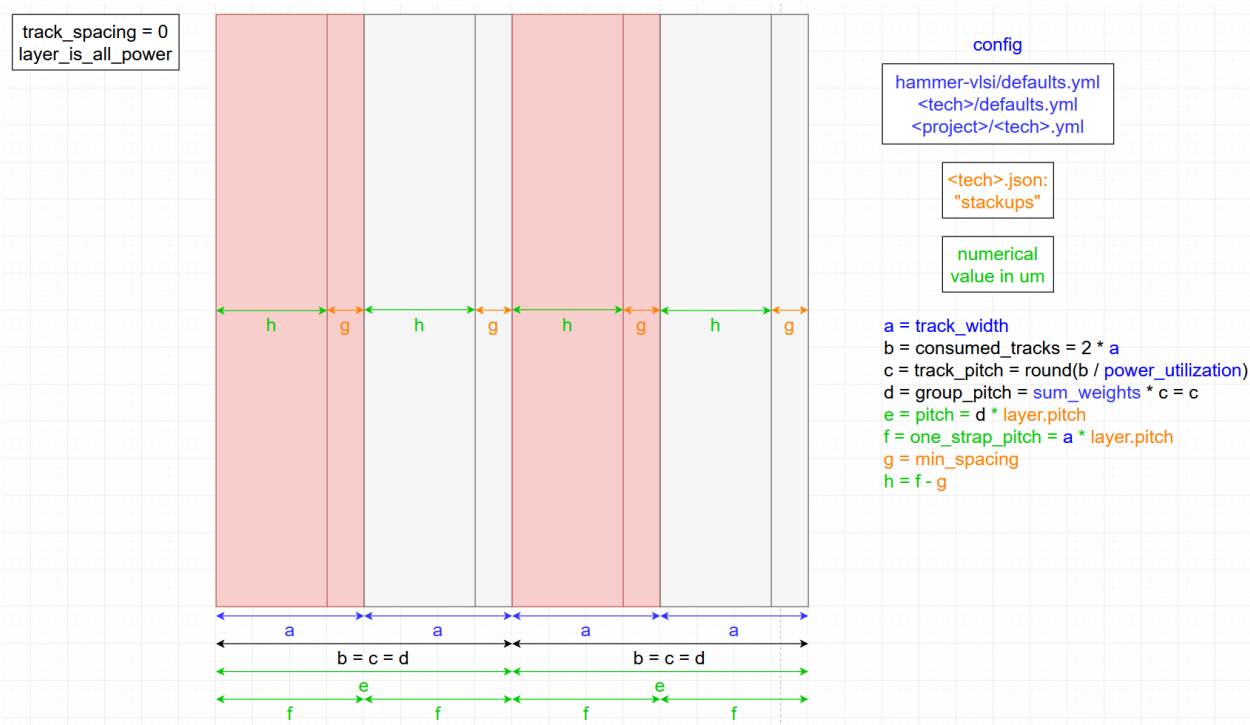 track_spacing = 0
layer_is_all_power
config
hammer-vlsi/defaults.yml
<tech>/defaults.yml
<project>/<tech>.yml
<tech>.json:
"stackups"
numerical
value in um
h g h g h g h g
a = track_width
b = consumed_tracks = 2 * a
c = track_pitch = round(b / power_utilization)
d = group_pitch = sum_weights * c = c
e = pitch = d * layer.pitch
f = one_strap_pitch = a * layer.pitch
g = min_spacing
h = f - g
a a a a
b = c = d b = c = d
e e
f f f f